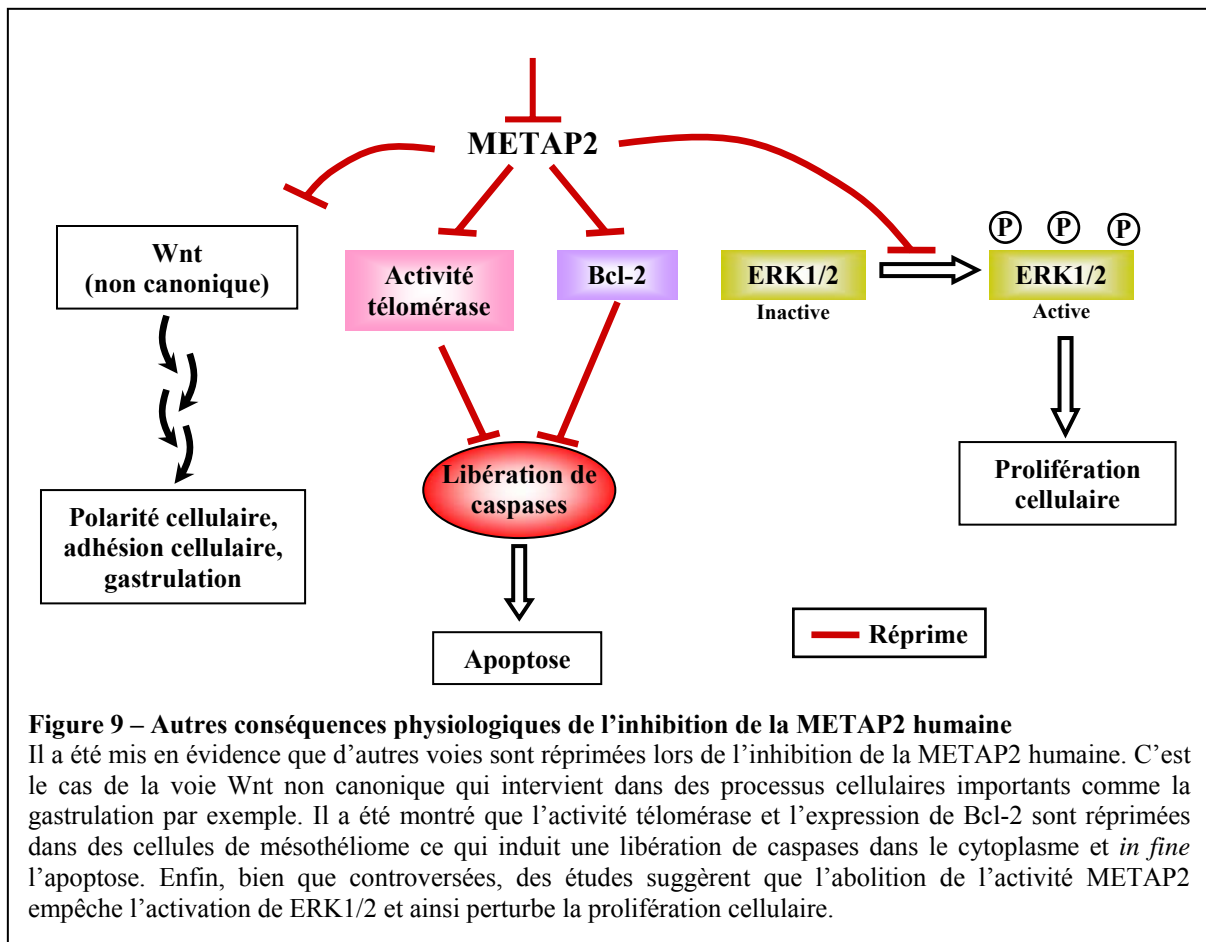 METAP2
Wnt
(non canonique)
Activité
télomérase
Bcl-2
ERK1/2
Inactive
P P P
ERK1/2
Active
Libération de
caspases
Prolifération
cellulaire
Polarité cellulaire,
adhésion cellulaire,
gastrulation
Apoptose
Réprime
Figure 9 – Autres conséquences physiologiques de l’inhibition de la METAP2 humaine
Il a été mis en évidence que d’autres voies sont réprimées lors de l’inhibition de la METAP2 humaine. C’est
le cas de la voie Wnt non canonique qui intervient dans des processus cellulaires importants comme la
gastrulation par exemple. Il a été montré que l’activité télomérase et l’expression de Bcl-2 sont réprimées
dans des cellules de mésothéliome ce qui induit une libération de caspases dans le cytoplasme et in fine
l’apoptose. Enfin, bien que controversées, des études suggèrent que l’abolition de l’activité METAP2
empêche l’activation de ERK1/2 et ainsi perturbe la prolifération cellulaire.